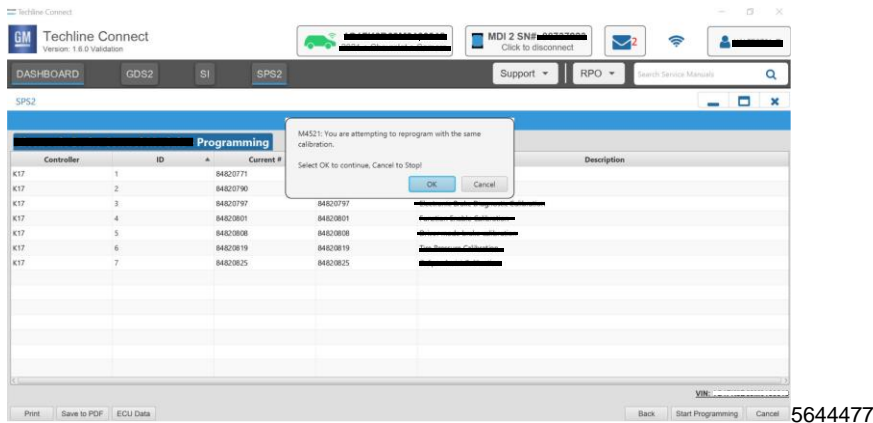 Techline Connect
GM
Techline Connect
Version: 1.6.0 Validation
MDI 2 SN#
Click to disconnect
2
DASHBOARD GDS2 SI SPS2 Support RPO Search Service Manuals
SPS2
Programming
M4521: You are attempting to reprogram with the same
calibration.
Select OK to continue, Cancel to Stop!
OK Cancel
Controller ID Current # Description
K17 1 84820771
K17 2 84820790
K17 3 84820797 84820797
K17 4 84820801 84820801
K17 5 84820808 84820808
K17 6 84820819 84820819
K17 7 84820825 84820825
VIN:
Print Save to PDF ECU Data Back Start Programming Cancel
5644477